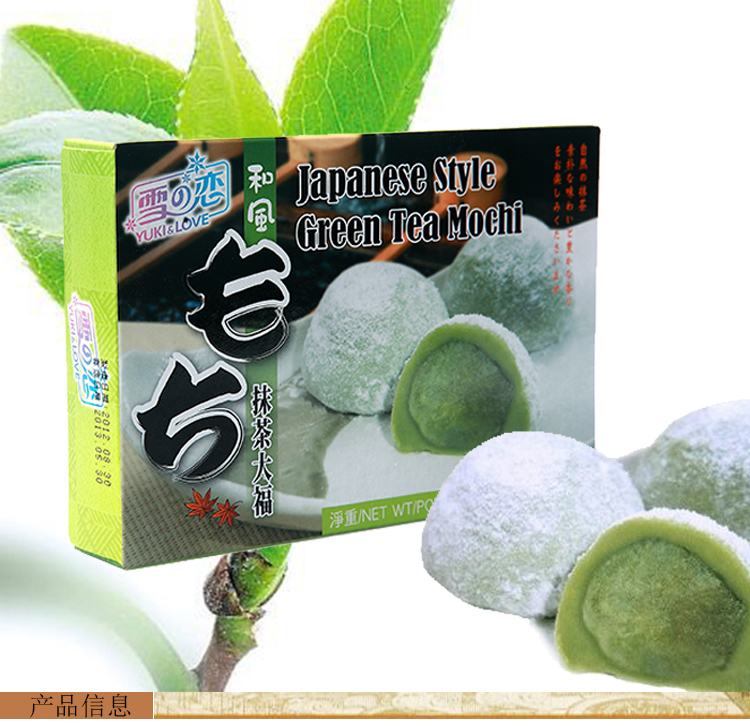 雪の恋
YUKI&LOVE
和風
もち
抹茶大福
Japanese Style
Green Tea Mochi
自然の抹茶
素朴な味わいと豊かな香り
をお楽しみくださいませ
淨重/NET WT/PO
雪の恋
YUKI&LOVE
2012.08.30
2013.05.30
产品信息